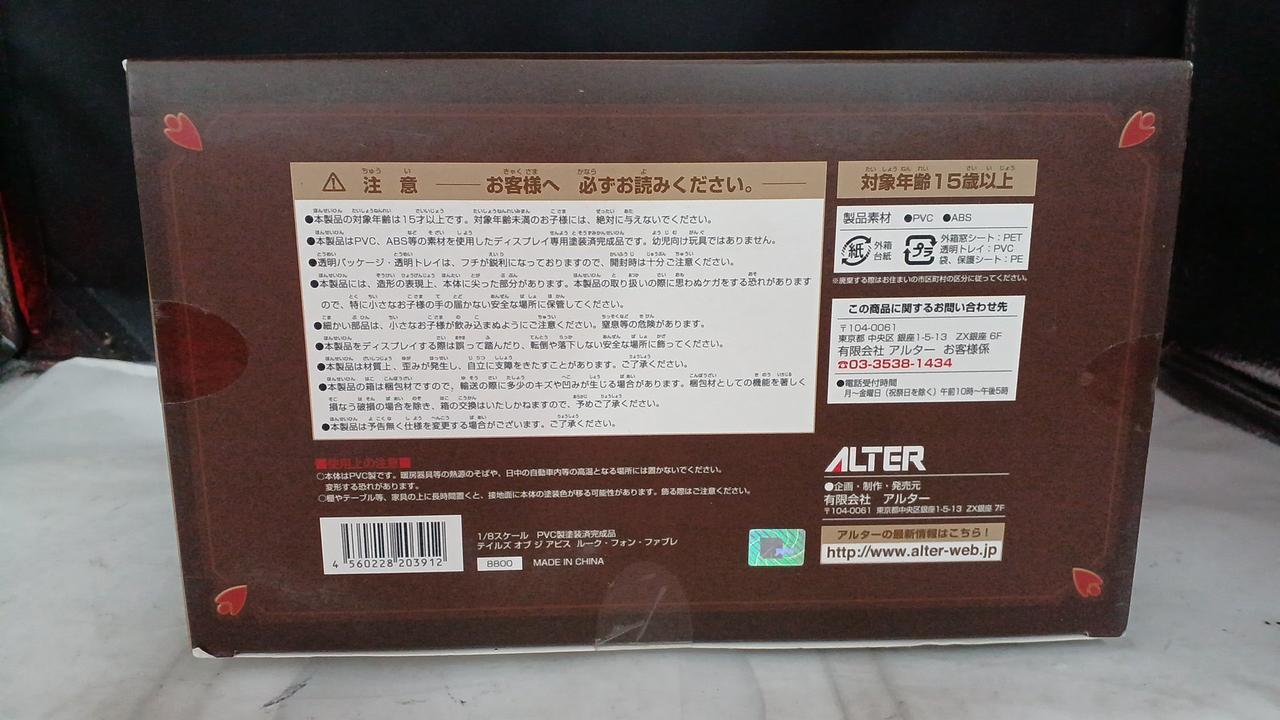 注意 お客様へ 必ずお読みください。
●本製品の対象年齢は15才以上です。対象年齢未満のお子様には、絶対に与えないでください。
●本製品はPVC、ABS等の素材を使用したディスプレイ専用塗装済完成品です。幼児向け玩具ではありません。
●透明パッケージ・透明トレイは、フチが鋭利になっておりますので、開封時は十分ご注意ください。
●本製品には、造形の表現上、本体に尖った部分があります。本製品の取り扱いの際に思わぬケガをする恐れがあります
ので、特に小さなお子様の手の届かない安全な場所に保管してください。
●細かい部品は、小さなお子様が飲み込まぬようにご注意ください。窒息等の危険があります。
●本製品をディスプレイする際は誤って踏んだり、転倒や落下しない安全な場所に飾ってください。
●本製品は材質上、歪みが発生し、自立に支障をきたすことがあります。ご了承ください。
●本製品の箱は梱包材ですので、輸送の際に多少のキズや凹みが生じる場合があります。梱包材としての機能を著しく
損なう破損の場合を除き、箱の交換はいたしかねますので、予めご了承ください。
●本製品は予告無く仕様を変更する場合がございます。ご了承ください。
■使用上の注意■
○本体はPVC製です。暖房器具等の熱源のそばや、日中の自動車内等の高温となる場所には置かないでください。
変形する恐れがあります。
○棚やテーブル等、家具の上に長時間置くと、接地面に本体の塗装色が移る可能性があります。飾る際はご注意ください。
4 560228 203912
1/8スケール PVC製塗装済完成品
テイルズ オブ ジ アビス ルーク・フォン・ファブレ
8800 MADE IN CHINA
対象年齢15歳以上
製品素材 ●PVC ●ABS
紙 外箱
台紙
プラ 外箱窓シート：PET
透明トレイ：PVC
袋、保護シート：PE
※廃棄する際はお住まいの市区町村の区分に従ってください。
この商品に関するお問い合わせ先
〒104-0061
東京都 中央区 銀座1-5-13 ZX銀座 6F
有限会社 アルター お客様係
☎03-3538-1434
●電話受付時間
月〜金曜日（祝祭日を除く）午前10時〜午後5時
ALTER
●企画・制作・発売元
有限会社 アルター
〒104-0061 東京都中央区銀座1-5-13 ZX銀座 7F
アルターの最新情報はこちら！
http://www.alter-web.jp